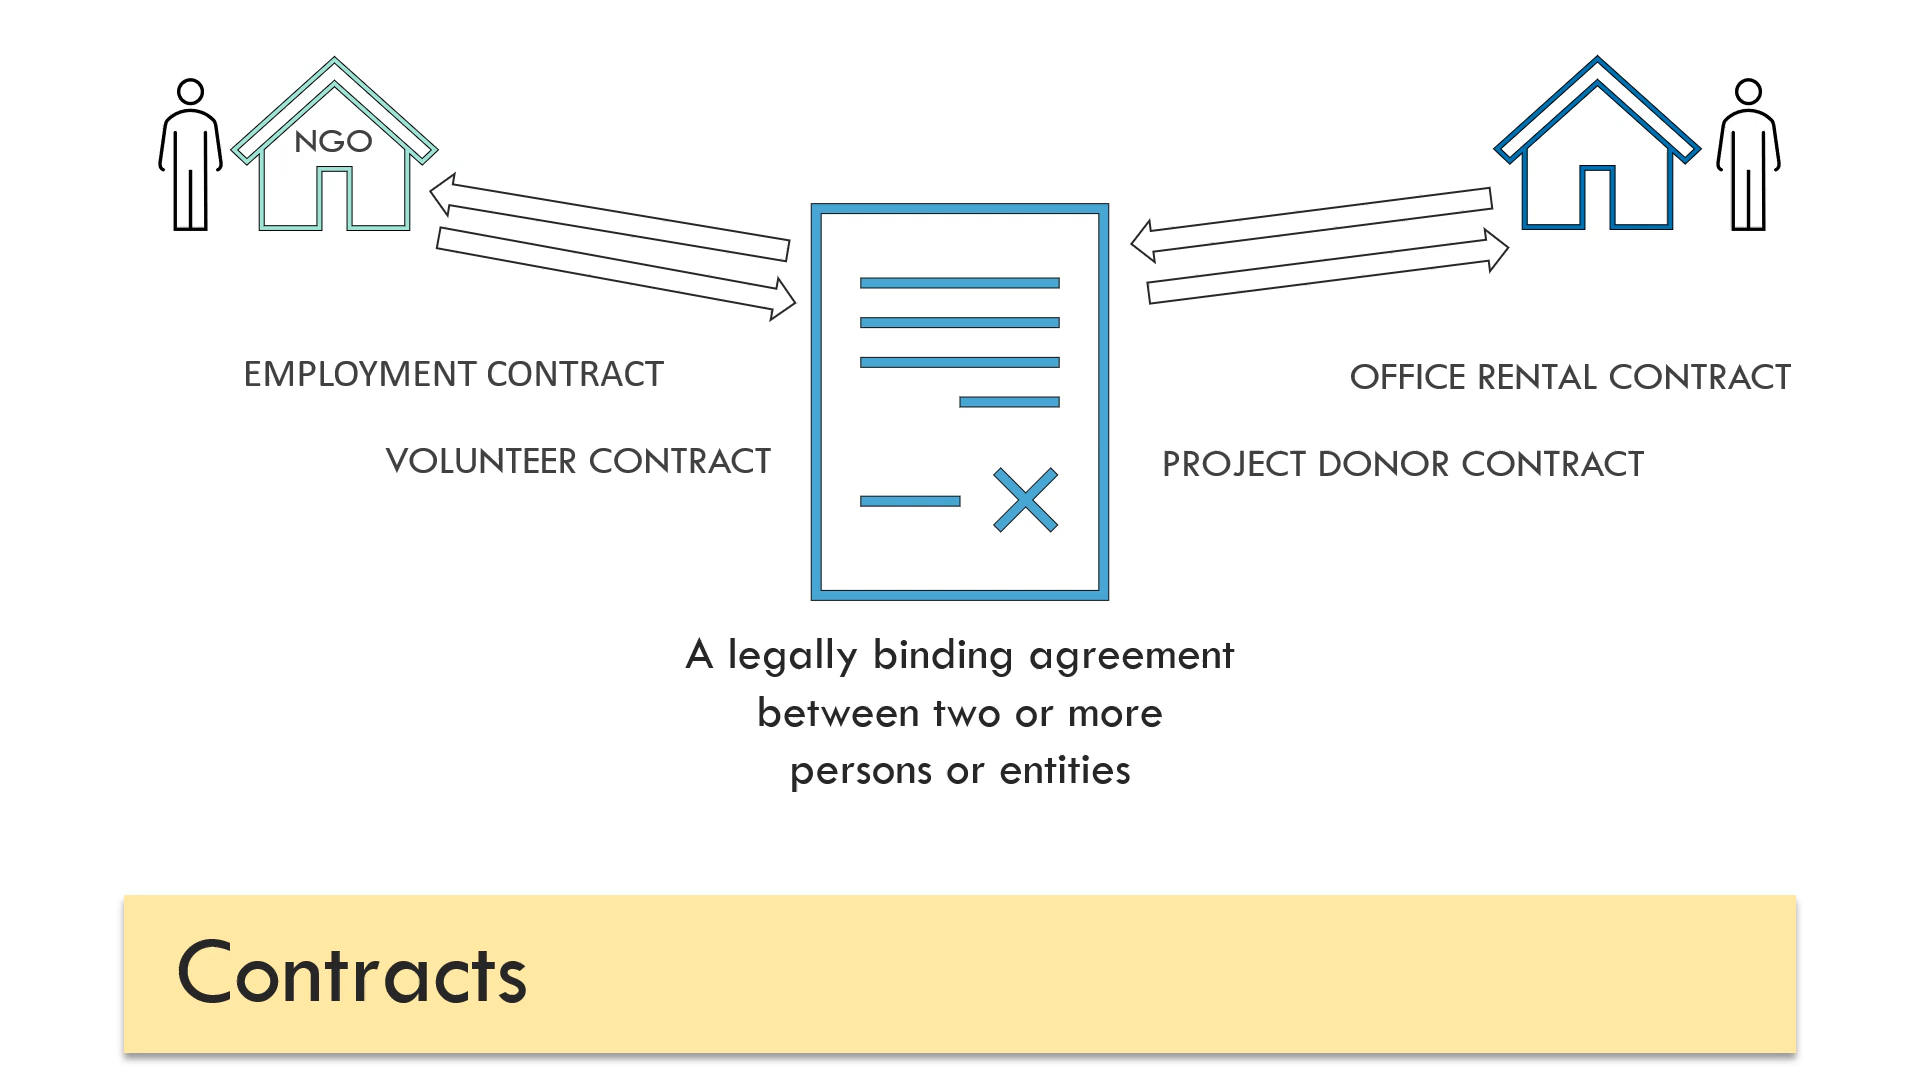 NGO
EMPLOYMENT CONTRACT
OFFICE RENTAL CONTRACT
VOLUNTEER CONTRACT
PROJECT DONOR CONTRACT
A legally binding agreement
between two or more
persons or entities
Contracts